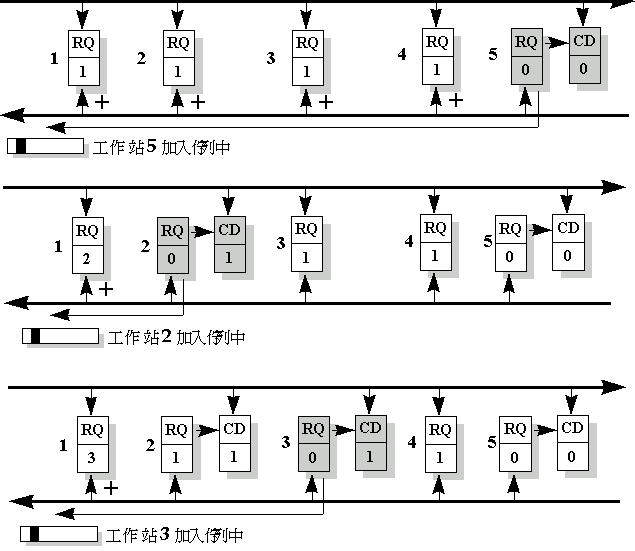 RQ RQ RQ RQ RQ CD
1 2 3 4 5
1 1 1 1 0 0
+ + + +
工作站5加入佇列中
RQ RQ CD RQ RQ RQ CD
1 2 3 4 5
2 0 1 1 1 0 0
+
工作站2加入佇列中
RQ RQ CD RQ CD RQ RQ CD
1 2 3 4 5
3 1 1 0 1 1 0 0
+
工作站3加入佇列中